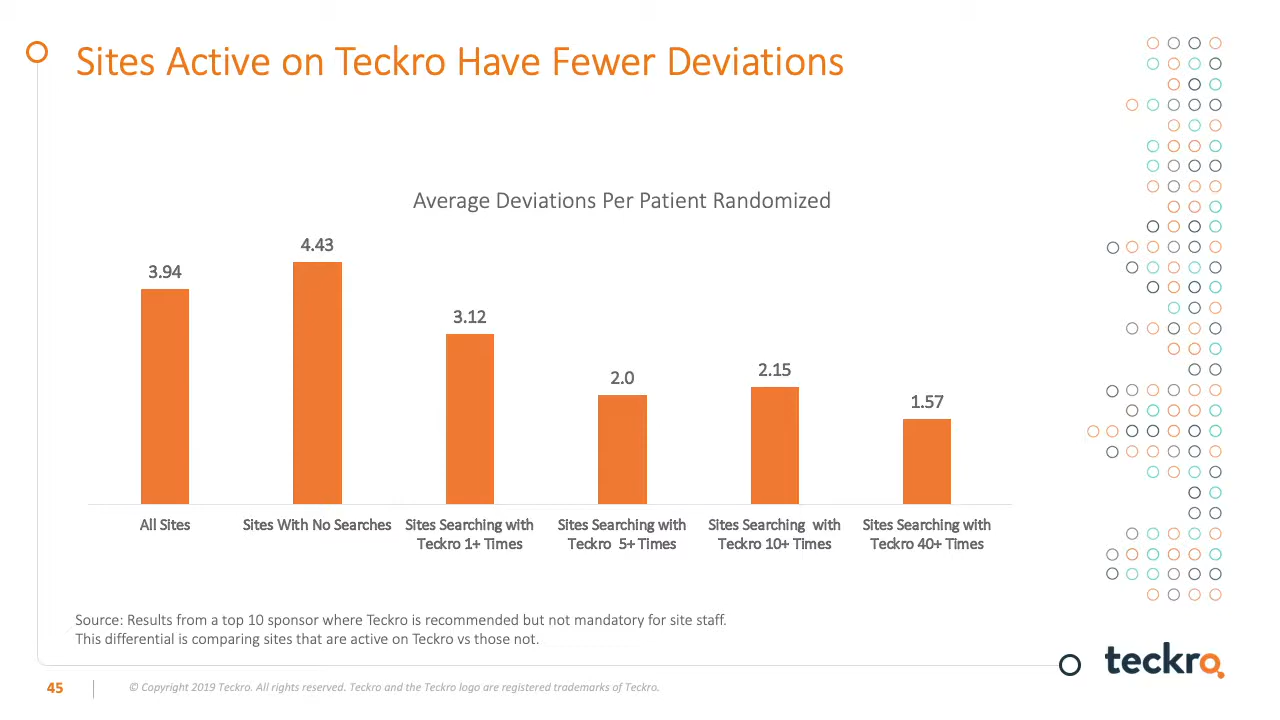 Sites Active on Teckro Have Fewer Deviations
Average Deviations Per Patient Randomized
3.94
4.43
3.12
2.0
2.15
1.57
All Sites
Sites With No Searches
Sites Searching with
Teckro 1+ Times
Sites Searching with
Teckro 5+ Times
Sites Searching with
Teckro 10+ Times
Sites Searching with
Teckro 40+ Times
Source: Results from a top 10 sponsor where Teckro is recommended but not mandatory for site staff.
This differential is comparing sites that are active on Teckro vs those not.
teckro
45
© Copyright 2019 Teckro. All rights reserved. Teckro and the Teckro logo are registered trademarks of Teckro.